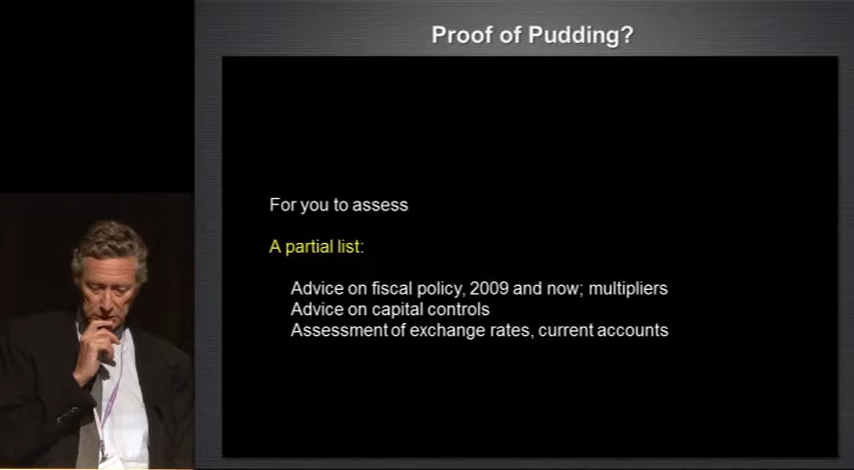 Proof of Pudding?
For you to assess
A partial list:
Advice on fiscal policy, 2009 and now; multipliers
Advice on capital controls
Assessment of exchange rates, current accounts